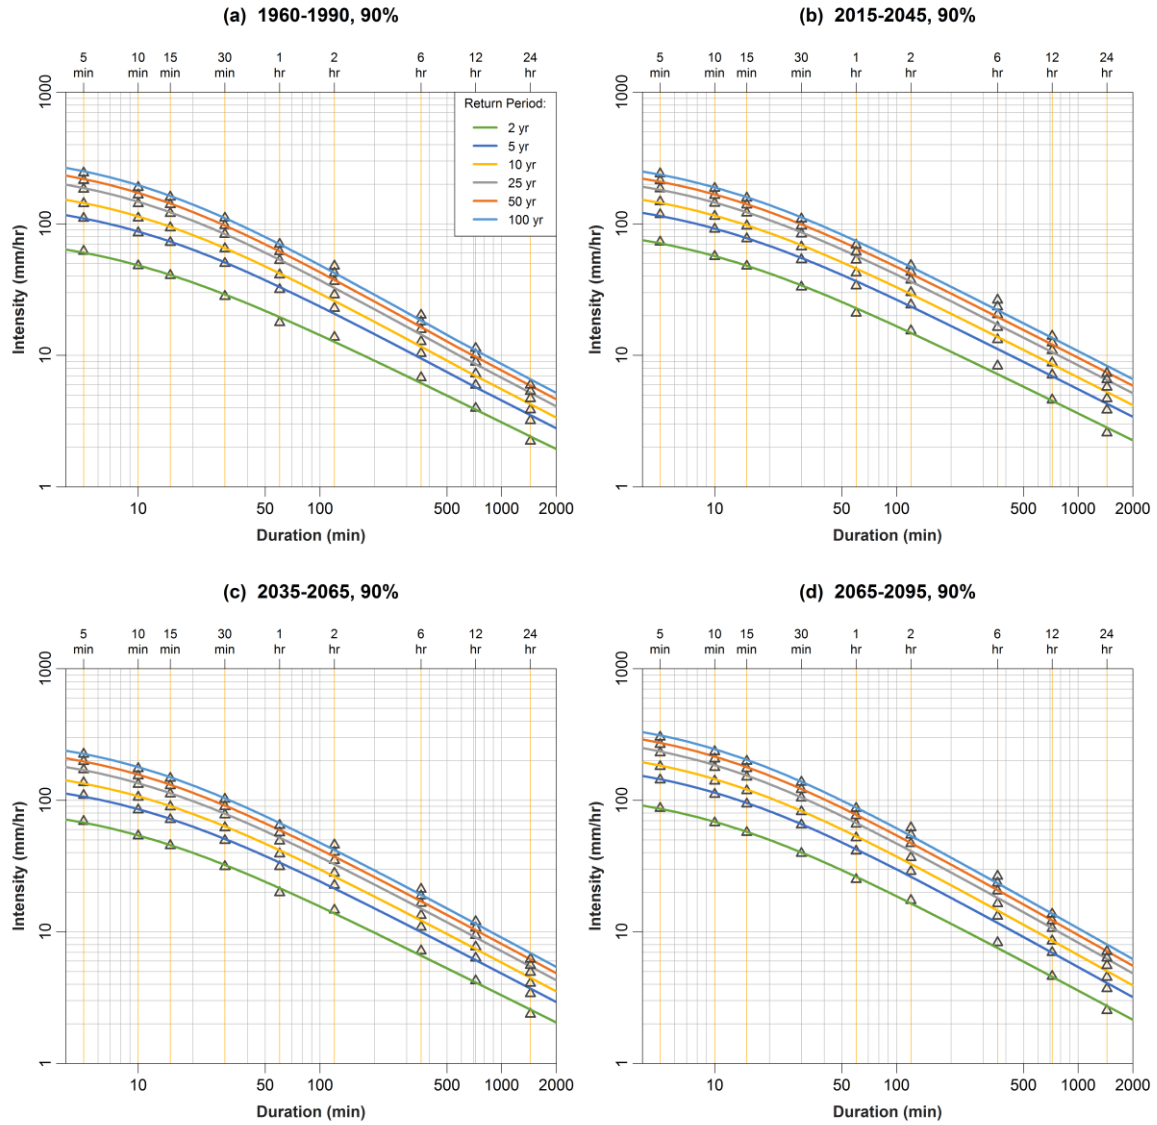 (a) 1960-1990, 90%
5 10 15 30 1 2 6 12 24
min min min min hr hr hr hr hr
1000
100
10
1
Intensity (mm/hr)
Return Period:
2 yr
5 yr
10 yr
25 yr
50 yr
100 yr
10 50 100 500 1000 2000
Duration (min)
(b) 2015-2045, 90%
5 10 15 30 1 2 6 12 24
min min min min hr hr hr hr hr
1000
100
10
1
Intensity (mm/hr)
10 50 100 500 1000 2000
Duration (min)
(c) 2035-2065, 90%
5 10 15 30 1 2 6 12 24
min min min min hr hr hr hr hr
1000
100
10
1
Intensity (mm/hr)
10 50 100 500 1000 2000
Duration (min)
(d) 2065-2095, 90%
5 10 15 30 1 2 6 12 24
min min min min hr hr hr hr hr
1000
100
10
1
Intensity (mm/hr)
10 50 100 500 1000 2000
Duration (min)